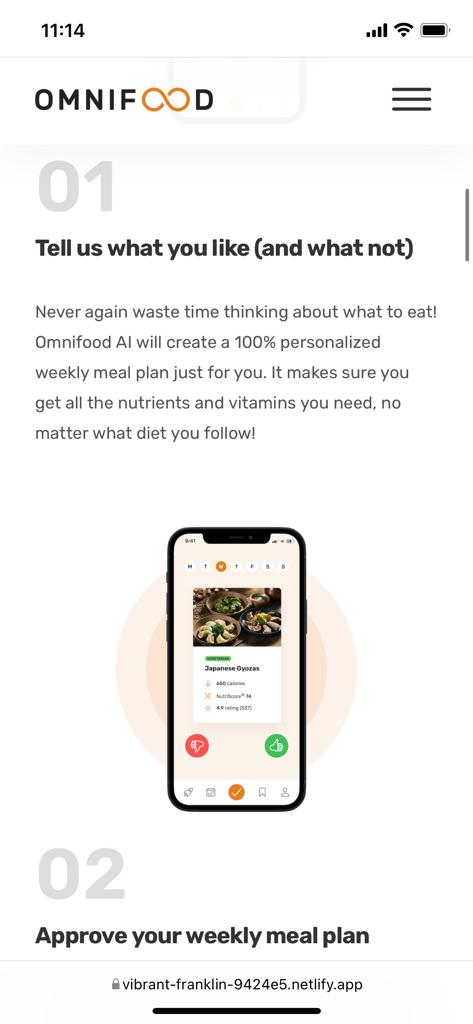 11:14
OMNIFOOD
01
Tell us what you like (and what not)
Never again waste time thinking about what to eat!
Omnifood AI will create a 100% personalized
weekly meal plan just for you. It makes sure you
get all the nutrients and vitamins you need, no
matter what diet you follow!
9:41
M T W T F S S
VEGETARIAN
Japanese Gyozas
650 calories
NutriScore® 74
4.9 rating (537)
02
Approve your weekly meal plan
vibrant-franklin-9424e5.netlify.app